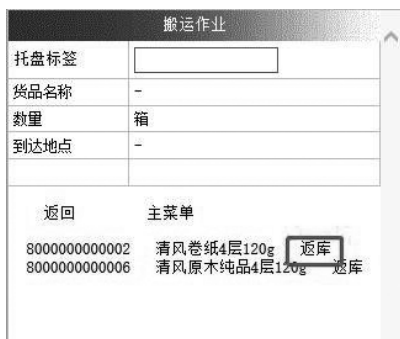 搬运作业
托盘标签
货品名称 -
数量 箱
到达地点 -
返回 主菜单
8000000000002 清风卷纸4层120g 返库
8000000000006 清风原木纯品4层120g 返库